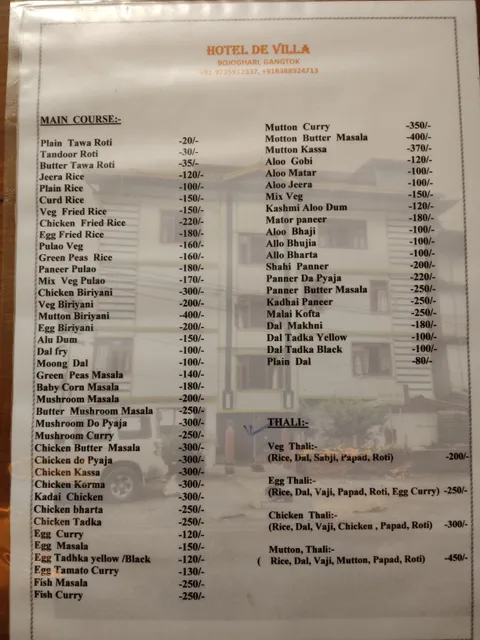 HOTEL DE VILLA
BOJOGHARI, GANGTOK
MAIN COURSE:-
Plain Tawa Roti -20/-
Tandoor Roti -30/-
Butter Tawa Roti -35/-
Jeera Rice -120/-
Plain Rice -100/-
Curd Rice -150/-
Veg Fried Rice -150/-
Chicken Fried Rice -220/-
Egg Fried Rice -180/-
Pulao Veg -160/-
Green Peas Rice -160/-
Paneer Pulao -180/-
Mix Veg Pulao -170/-
Chicken Biryani -300/-
Veg Biryani -200/-
Mutton Biriyani -400/-
Egg Biriyani -200/-
Alu Dum -150/-
Dal fry -100/-
Moong Dal -100/-
Green Peas Masala -140/-
Baby Corn Masala -180/-
Mushroom Masala -200/-
Butter Mushroom Masala -250/-
Mushroom Do Pyaja -300/-
Mushroom Curry -250/-
Chicken Butter Masala -300/-
Chicken do Pyaja -300/-
Chicken Kassa -300/-
Chicken Korma -300/-
Kadai Chicken -300/-
Chicken bharta -250/-
Chicken Tadka -250/-
Egg Curry -120/-
Egg Masala -150/-
Egg Tadhka yellow /Black -120/-
Egg Tamato Curry -130/-
Fish Masala -250/-
Fish Curry -250/-
Mutton Curry -350/-
Motton Butter Masala -400/-
Mutton Kassa -370/-
Aloo Gobi -120/-
Aloo Matar -100/-
Aloo Jeera -100/-
Mix Veg -150/-
Kashmi Aloo Dum -120/-
Mator paneer -180/-
Aloo Bhaji -100/-
Allo Bhujia -100/-
Allo Bharta -100/-
Shahi Panner -200/-
Panner Da Pyaja -220/-
Panner Butter Masala -250/-
Kadhai Paneer -250/-
Malai Kofta -250/-
Dal Makhni -180/-
Dal Tadka Yellow -100/-
Dal Tadka Black -100/-
Plain Dal -80/-
THALI:-
Veg Thali:-
(Rice, Dal, Sabji, Papad, Roti) -200/-
Egg Thali:-
(Rice, Dal, Vaji, Papad, Roti, Egg Curry) -250/-
Chicken Thali:-
(Rice, Dal, Vaji, Chicken , Papad, Roti) -300/-
Mutton, Thali:-
( Rice, Dal, Vaji, Mutton, Papad, Roti) -450/-